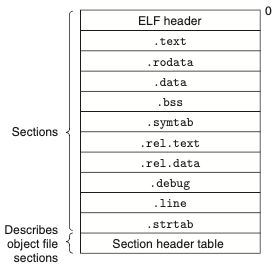 0
ELF header
.text
.rodata
.data
.bss
Sections
.symtab
.rel.text
.rel.data
.debug
.line
.strtab
Describes
object file
sections
Section header table